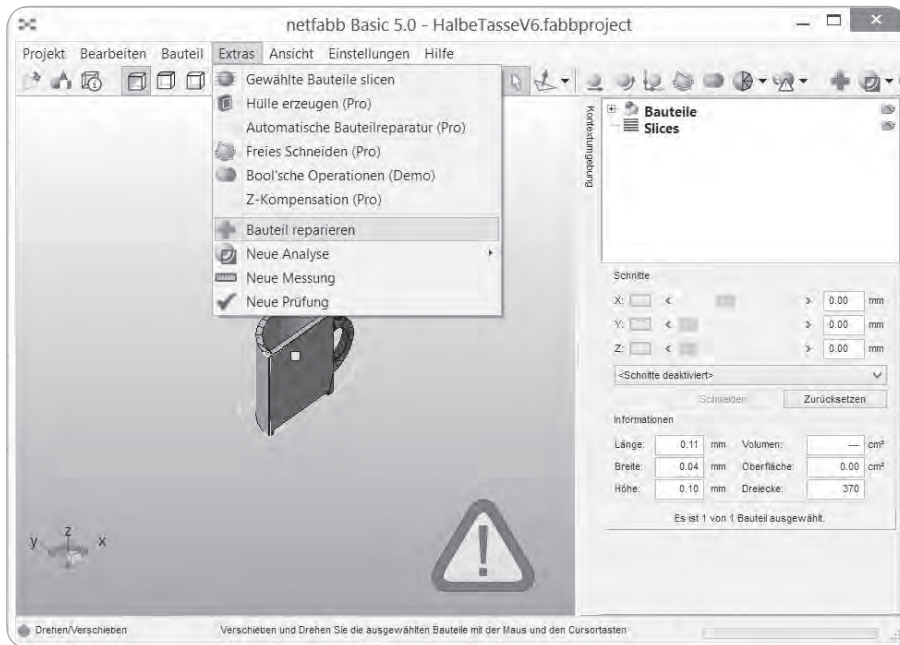 netfabb Basic 5.0 - HalbeTasseV6.fabbproject
Projekt Bearbeiten Bauteil Extras Ansicht Einstellungen Hilfe
Gewählte Bauteile slicen
Hülle erzeugen (Pro)
Automatische Bauteilreparatur (Pro)
Freies Schneiden (Pro)
Bool'sche Operationen (Demo)
Z-Kompensation (Pro)
Bauteil reparieren
Neue Analyse
Neue Messung
Neue Prüfung
Kontextumgebung
Bauteile
Slices
Schnitte
X: 0.00 mm
Y: 0.00 mm
Z: 0.00 mm
<Schnitte deaktiviert>
Schneiden Zurücksetzen
Informationen
Länge: 0.11 mm Volumen: --- cm³
Breite: 0.04 mm Oberfläche: 0.00 cm²
Höhe: 0.10 mm Dreiecke: 370
Es ist 1 von 1 Bauteil ausgewählt.
y z x
Drehen/Verschieben Verschieben und Drehen Sie die ausgewählten Bauteile mit der Maus und den Cursortasten